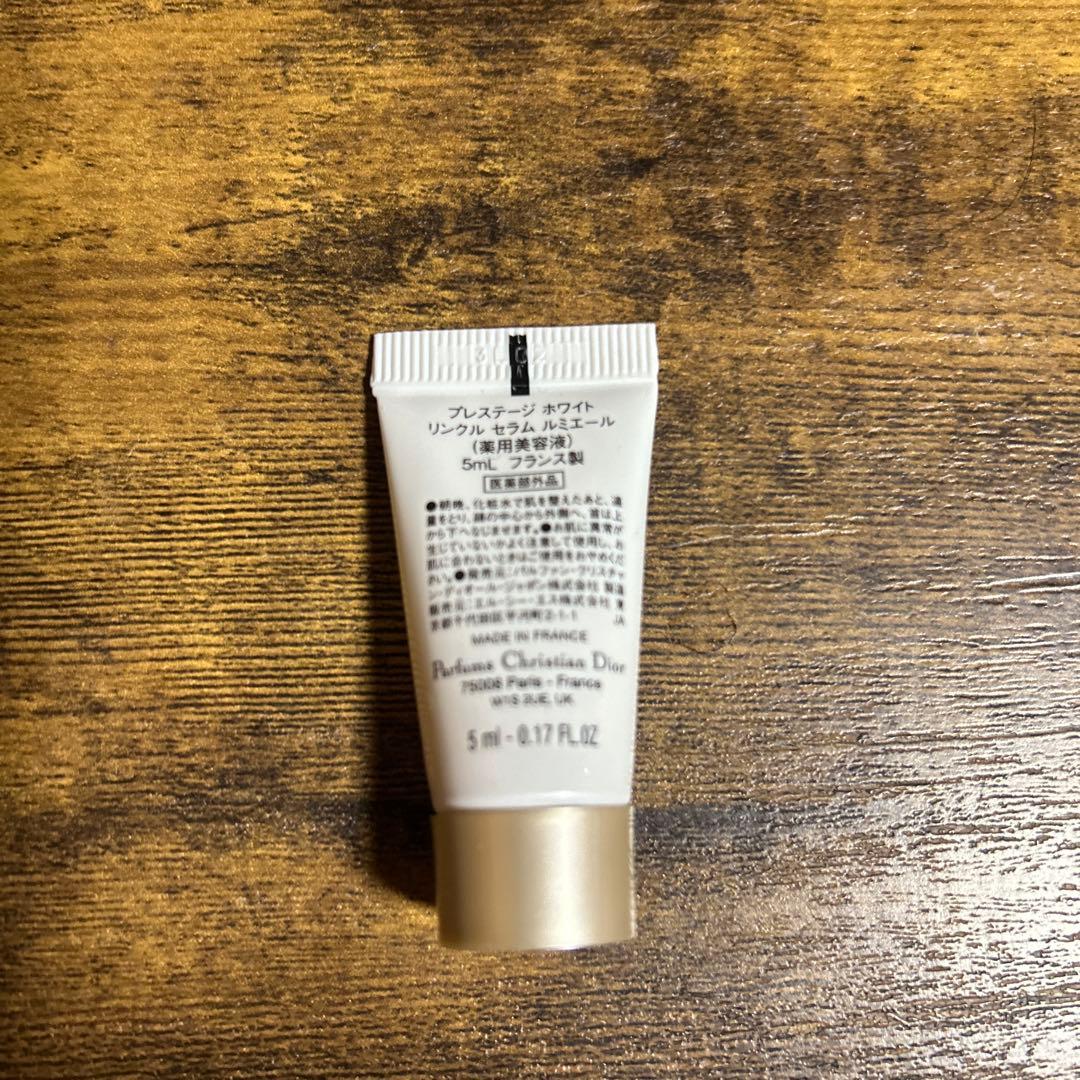 プレステージ ホワイト
リンクル セラム ルミエール
(薬用美容液)
5mL フランス製
医薬部外品
●朝晩、化粧水で肌を整えたあと、適
量をとり、顔の中心から外側へ、首は上
から下へなじませます。●お肌に異常が
生じていないかよく注意して使用し、お
肌に合わないときはご使用をおやめくだ
さい。●発売元:パルファン・クリスチャ
ン・ディオール・ジャポン株式会社 製造
販売元:エル・シー・エス株式会社 東
京都千代田区平河町2-1-1 JA
MADE IN FRANCE
Parfums Christian Dior
75008 Paris - France
W1S 3UE, UK
5 ml - 0.17 FL.OZ